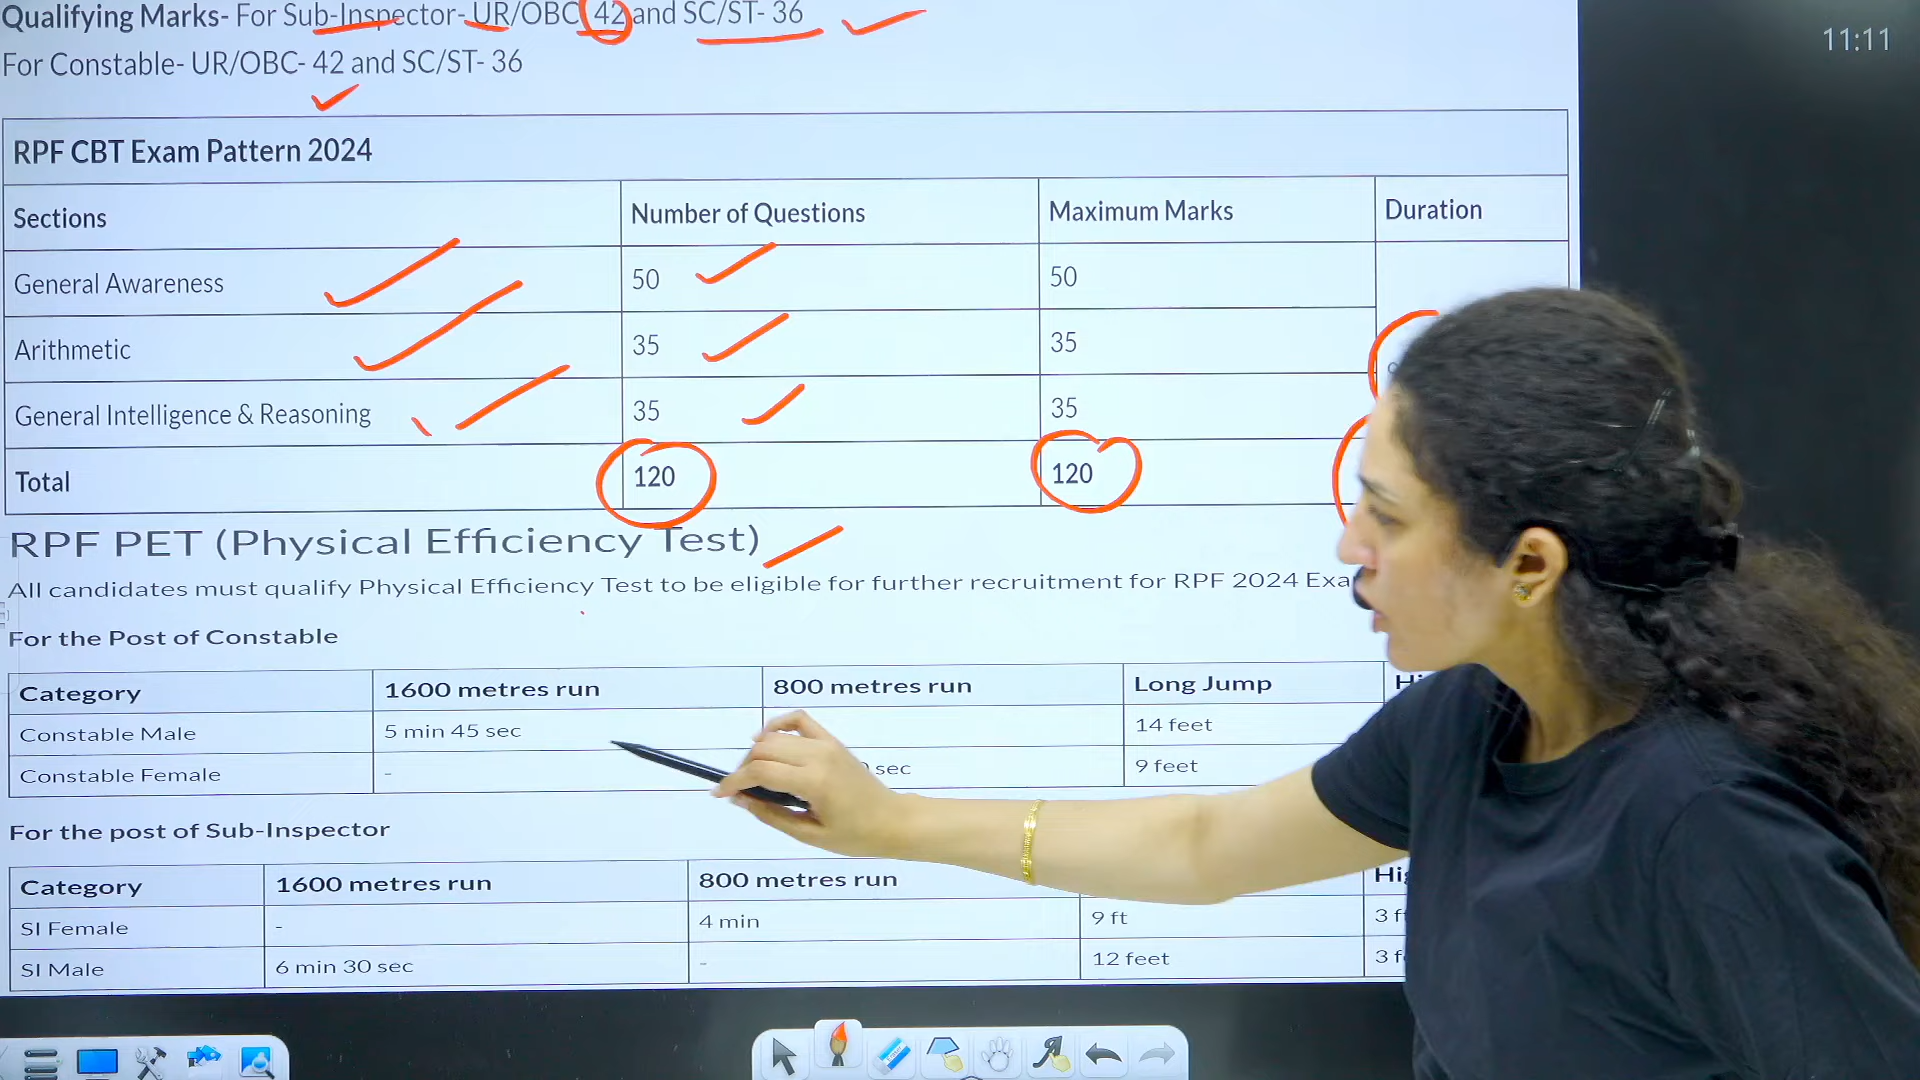 Qualifying Marks- For Sub-Inspector- UR/OBC 42 and SC/ST- 36
11:11
For Constable- UR/OBC- 42 and SC/ST- 36
RPF CBT Exam Pattern 2024
Sections Number of Questions Maximum Marks Duration
General Awareness 50 50
Arithmetic 35 35
General Intelligence & Reasoning 35 35
Total 120 120
RPF PET (Physical Efficiency Test)
All candidates must qualify Physical Efficiency Test to be eligible for further recruitment for RPF 2024
For the Post of Constable
Category 1600 metres run 800 metres run Long Jump
Constable Male 5 min 45 sec 14 feet
Constable Female - sec 9 feet
For the post of Sub-Inspector
Category 1600 metres run 800 metres run
SI Female - 4 min 9 ft 3
SI Male 6 min 30 sec - 12 feet 3